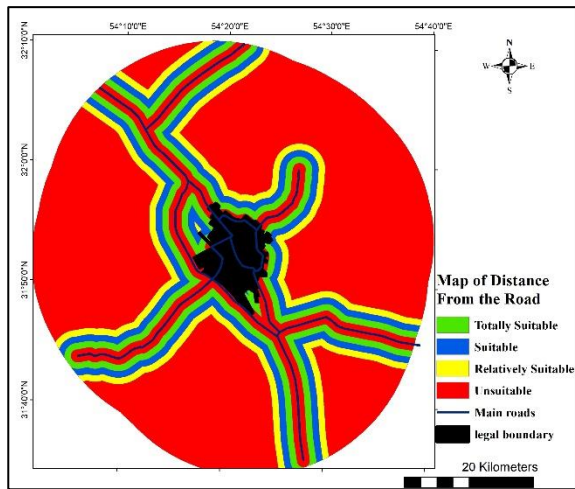 54°10'0"E 54°20'0"E 54°30'0"E 54°40'0"E
32°10'0"N
N
W E
S
32°0'0"N
31°50'0"N
Map of Distance
From the Road
Totally Suitable
Suitable
Relatively Suitable
Unsuitable
31°40'0"N
Main roads
legal boundary
20 Kilometers